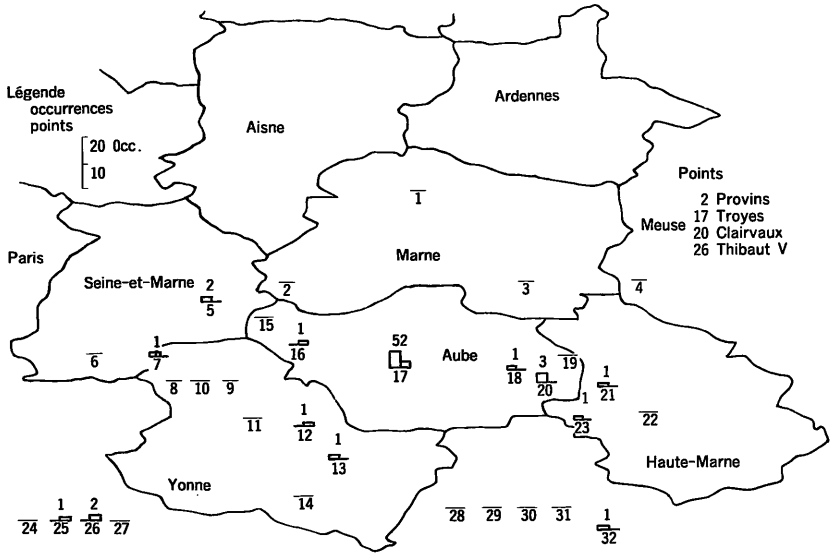 Légende
occurrences
points
20 Occ.
10
Aisne
Ardennes
Points
2 Provins
17 Troyes
20 Clairvaux
26 Thibaut V
Meuse
Paris
Marne
Seine-et-Marne
1
2
5
2
3
4
15
1
16
52
17
Aube
1
18
3
20
19
1
21
1
23
22
Haute-Marne
6
1
7
8
10
9
11
1
12
1
13
14
Yonne
24
1
25
2
26
27
28
29
30
31
1
32